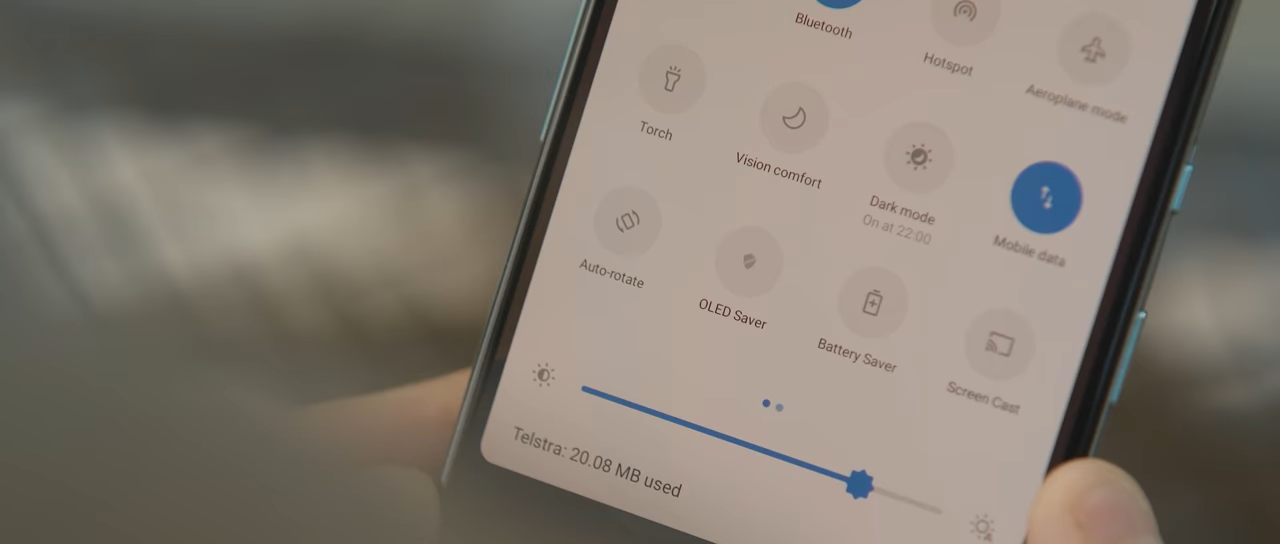 Bluetooth
Hotspot
Aeroplane mode
Torch
Vision comfort
Dark mode
On at 22:00
Mobile data
Auto-rotate
OLED Saver
Battery Saver
Screen Cast
Telstra: 20.08 MB used